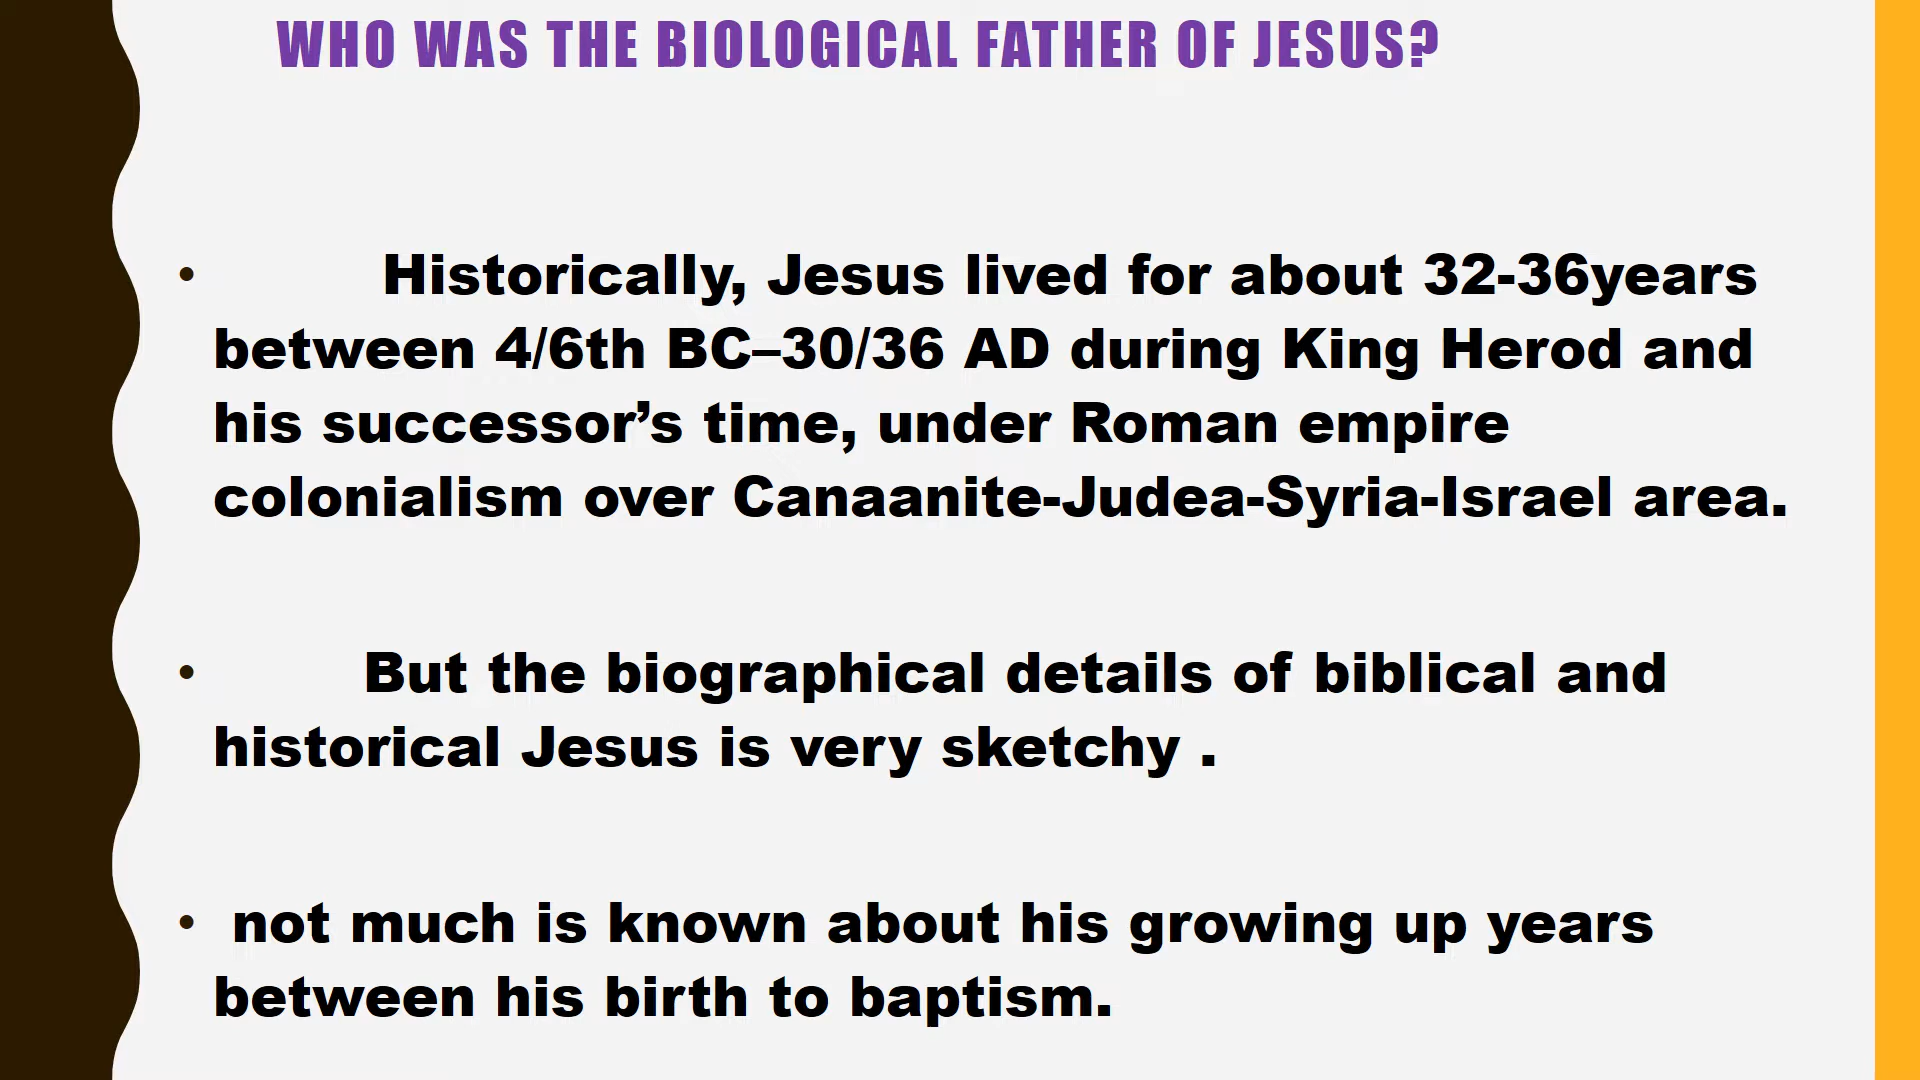 WHO WAS THE BIOLOGICAL FATHER OF JESUS?
• Historically, Jesus lived for about 32-36years
between 4/6th BC–30/36 AD during King Herod and
his successor’s time, under Roman empire
colonialism over Canaanite-Judea-Syria-Israel area.
• But the biographical details of biblical and
historical Jesus is very sketchy .
• not much is known about his growing up years
between his birth to baptism.